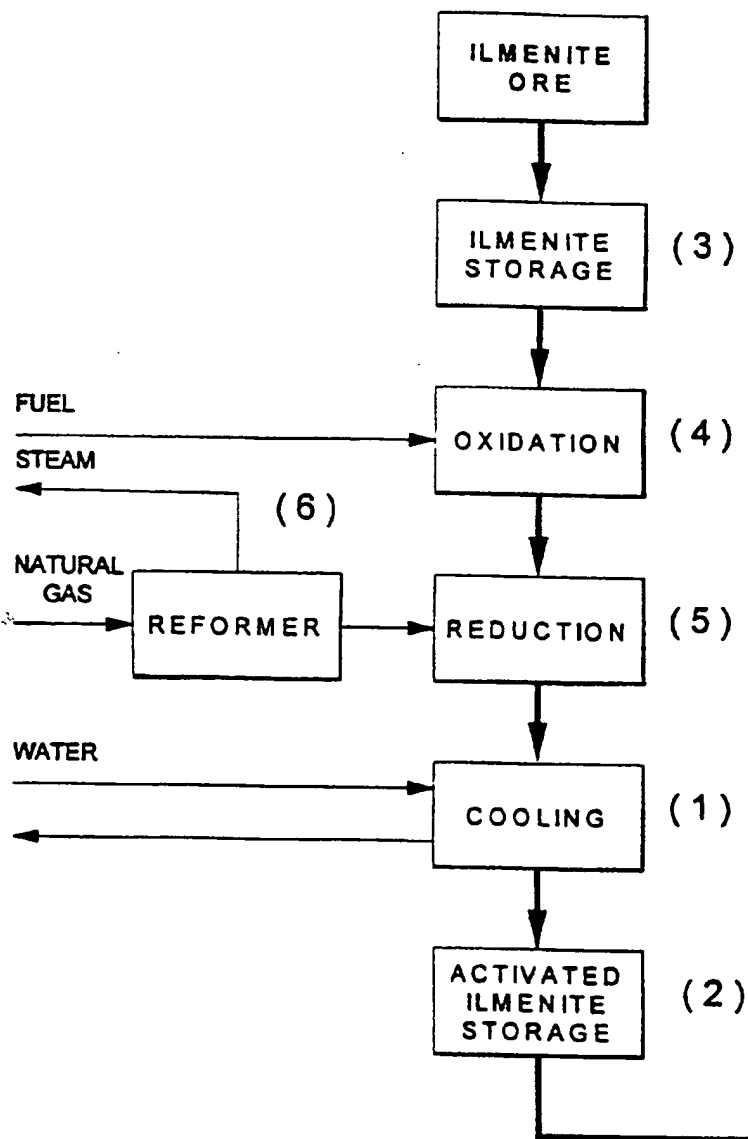 ILMENITE
ORE
ILMENITE
STORAGE
(3)
FUEL
OXIDATION
(4)
STEAM
(6)
NATURAL
GAS
REFORMER
REDUCTION
(5)
WATER
COOLING
(1)
ACTIVATED
ILMENITE
STORAGE
(2)